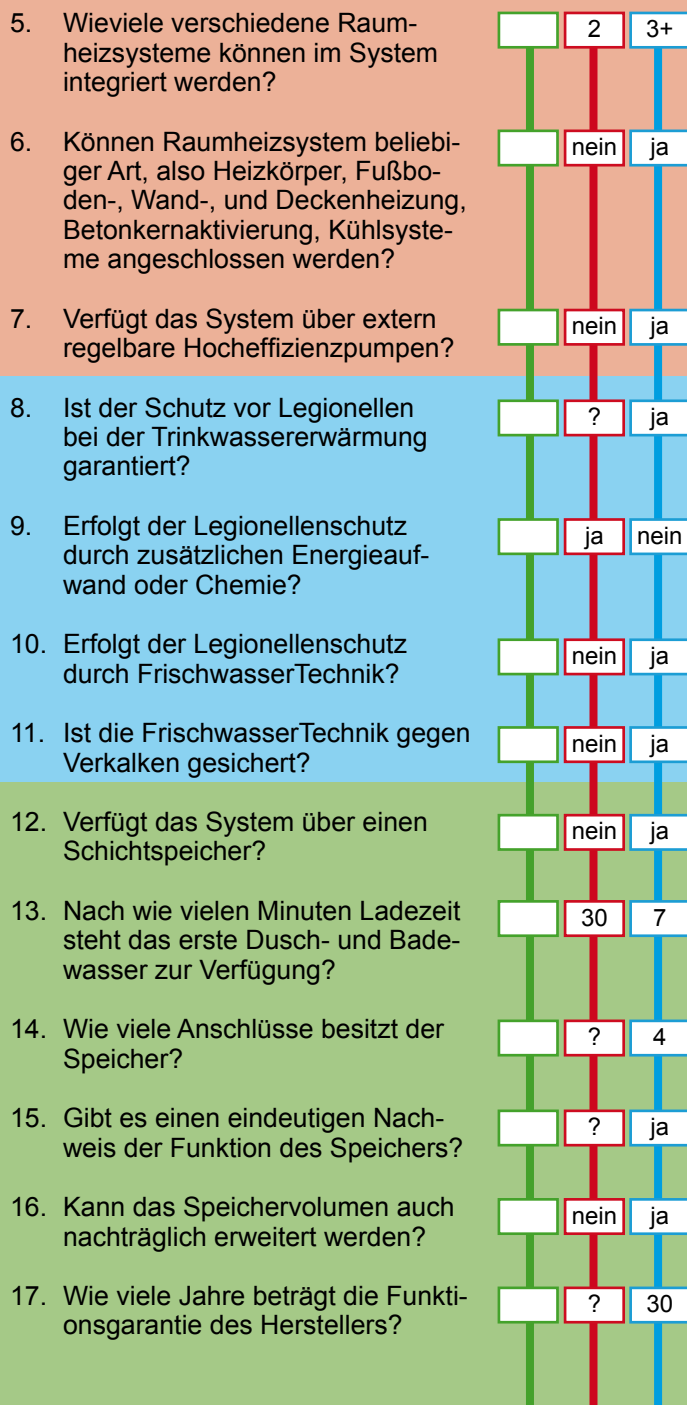 5. Wieviele verschiedene Raum- 2 3+
heizsysteme können im System
integriert werden?
6. Können Raumheizsystem beliebi- nein ja
ger Art, also Heizkörper, Fußbo-
den-, Wand-, und Deckenheizung,
Betonkernaktivierung, Kühlsyste-
me angeschlossen werden?
7. Verfügt das System über extern nein ja
regelbare Hocheffizienzpumpen?
8. Ist der Schutz vor Legionellen ? ja
bei der Trinkwassererwärmung
garantiert?
9. Erfolgt der Legionellenschutz ja nein
durch zusätzlichen Energieauf-
wand oder Chemie?
10. Erfolgt der Legionellenschutz nein ja
durch FrischwasserTechnik?
11. Ist die FrischwasserTechnik gegen nein ja
Verkalken gesichert?
12. Verfügt das System über einen nein ja
Schichtspeicher?
13. Nach wie vielen Minuten Ladezeit 30 7
steht das erste Dusch- und Bade-
wasser zur Verfügung?
14. Wie viele Anschlüsse besitzt der ? 4
Speicher?
15. Gibt es einen eindeutigen Nach- ? ja
weis der Funktion des Speichers?
16. Kann das Speichervolumen auch nein ja
nachträglich erweitert werden?
17. Wie viele Jahre beträgt die Funkti- ? 30
onsgarantie des Herstellers?